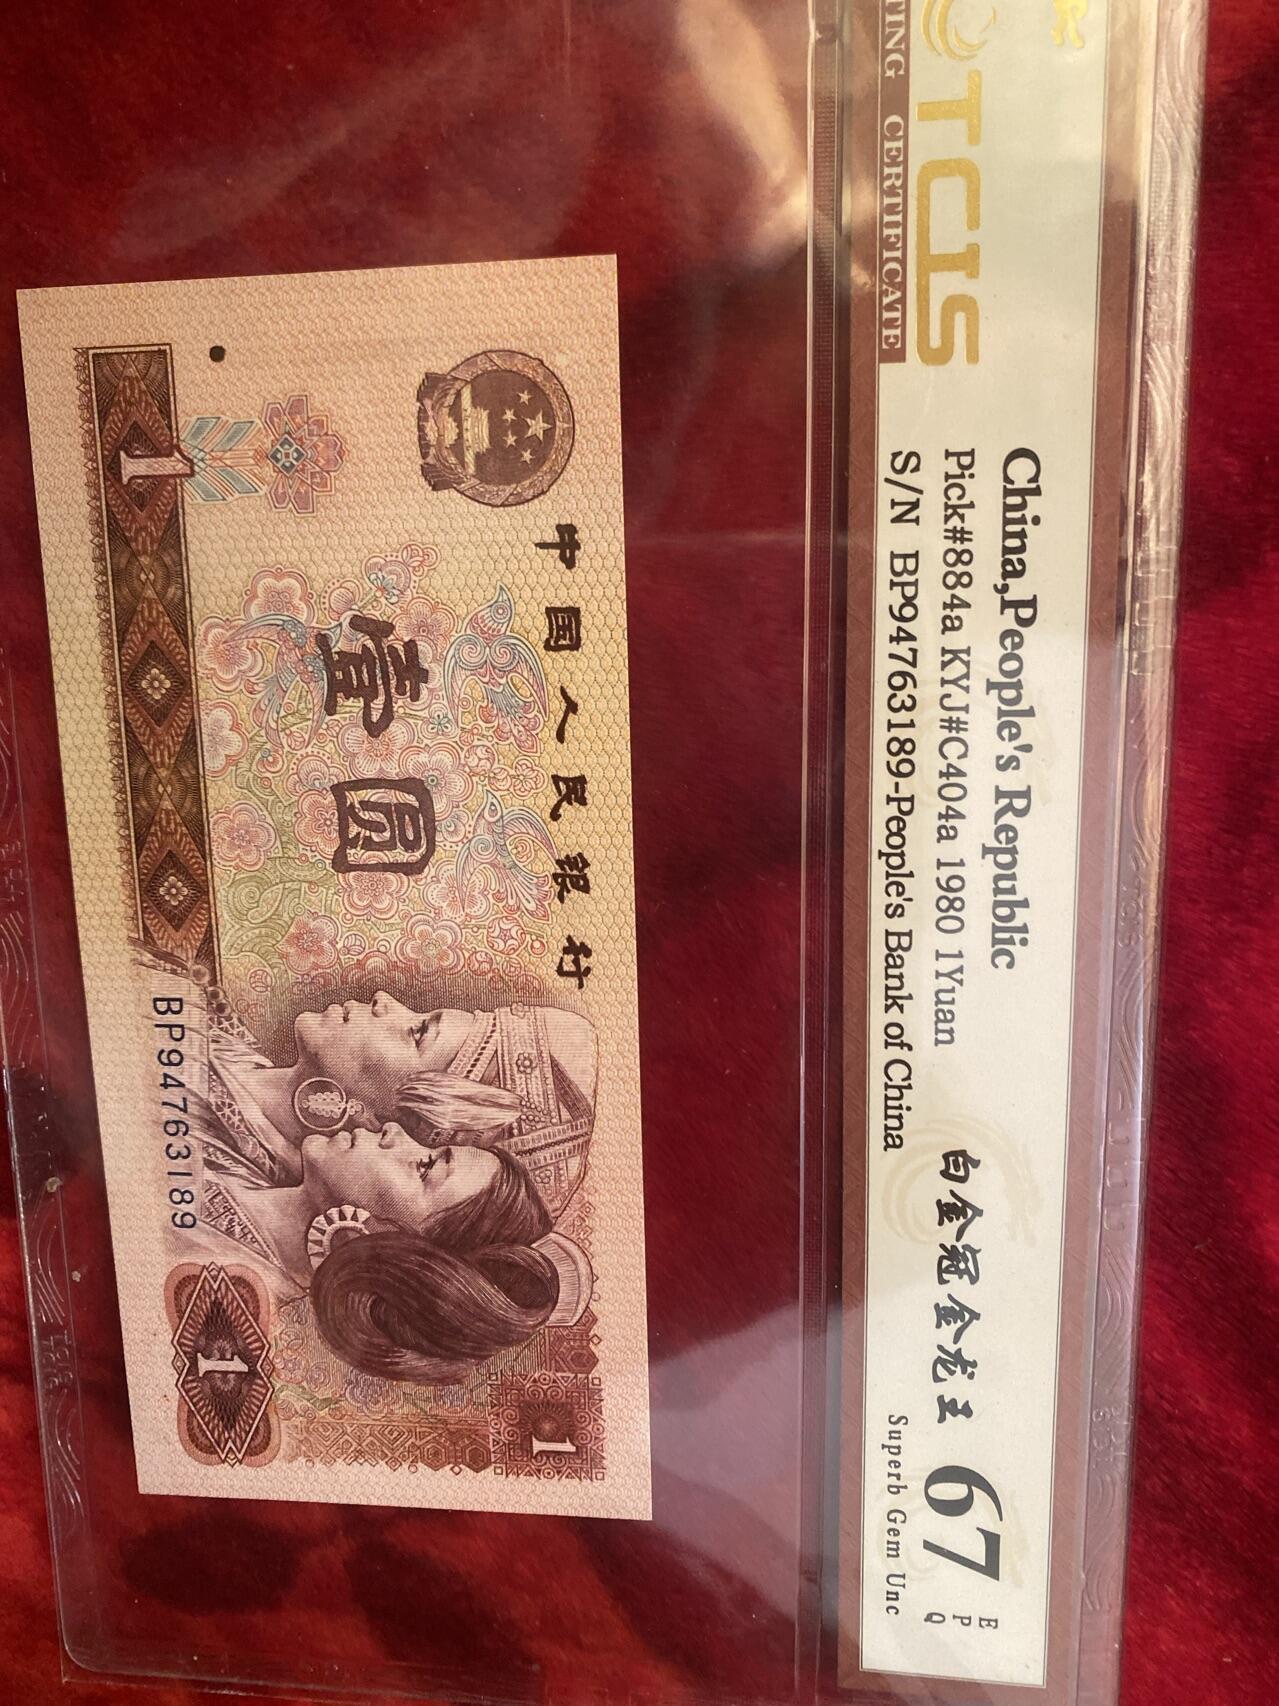 TCIS
TING CERTIFICATE
China,People's Republic
Pick#884a KYJ#C404a 1980 1Yuan
S/N BP94763189-People's Bank of China
白金冠金龙王
67
EPQ
Superb Gem Unc
中国人民银行
壹圆
1
BP94763189
1
1